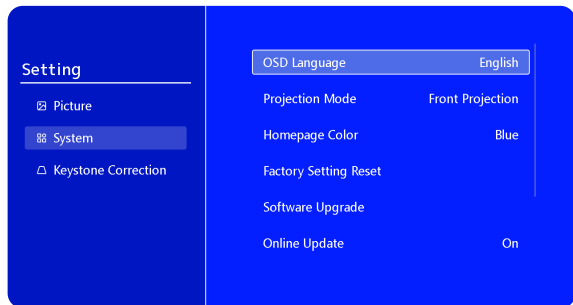 Setting
Picture
System
Keystone Correction
OSD Language English
Projection Mode Front Projection
Homepage Color Blue
Factory Setting Reset
Software Upgrade
Online Update On